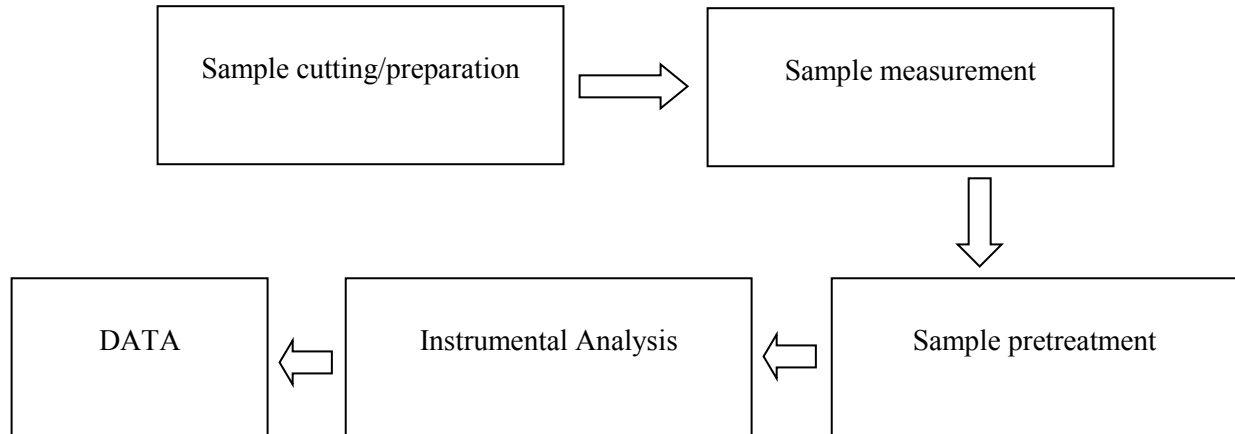 Sample cutting/preparation
Sample measurement
Sample pretreatment
Instrumental Analysis
DATA